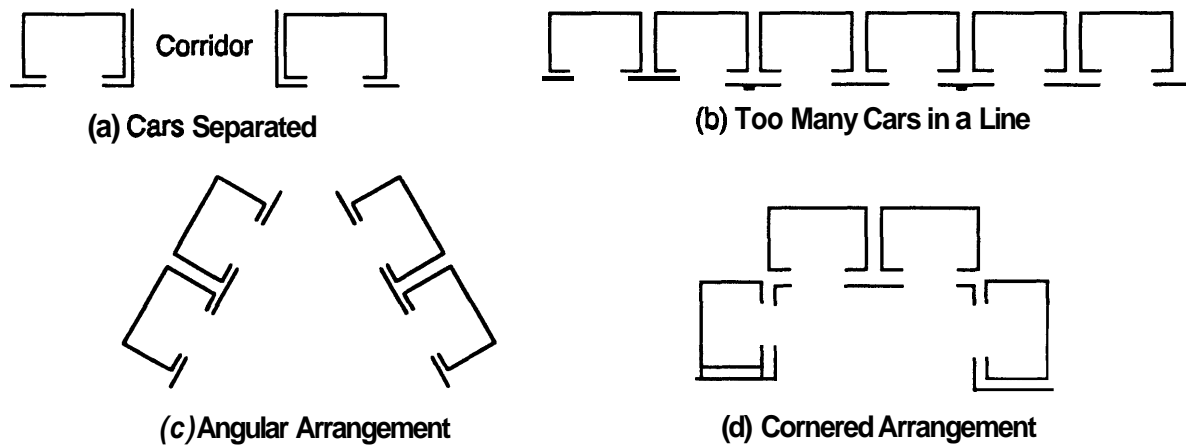 Corridor
(a) Cars Separated
(b) Too Many Cars in a Line
(c) Angular Arrangement
(d) Cornered Arrangement